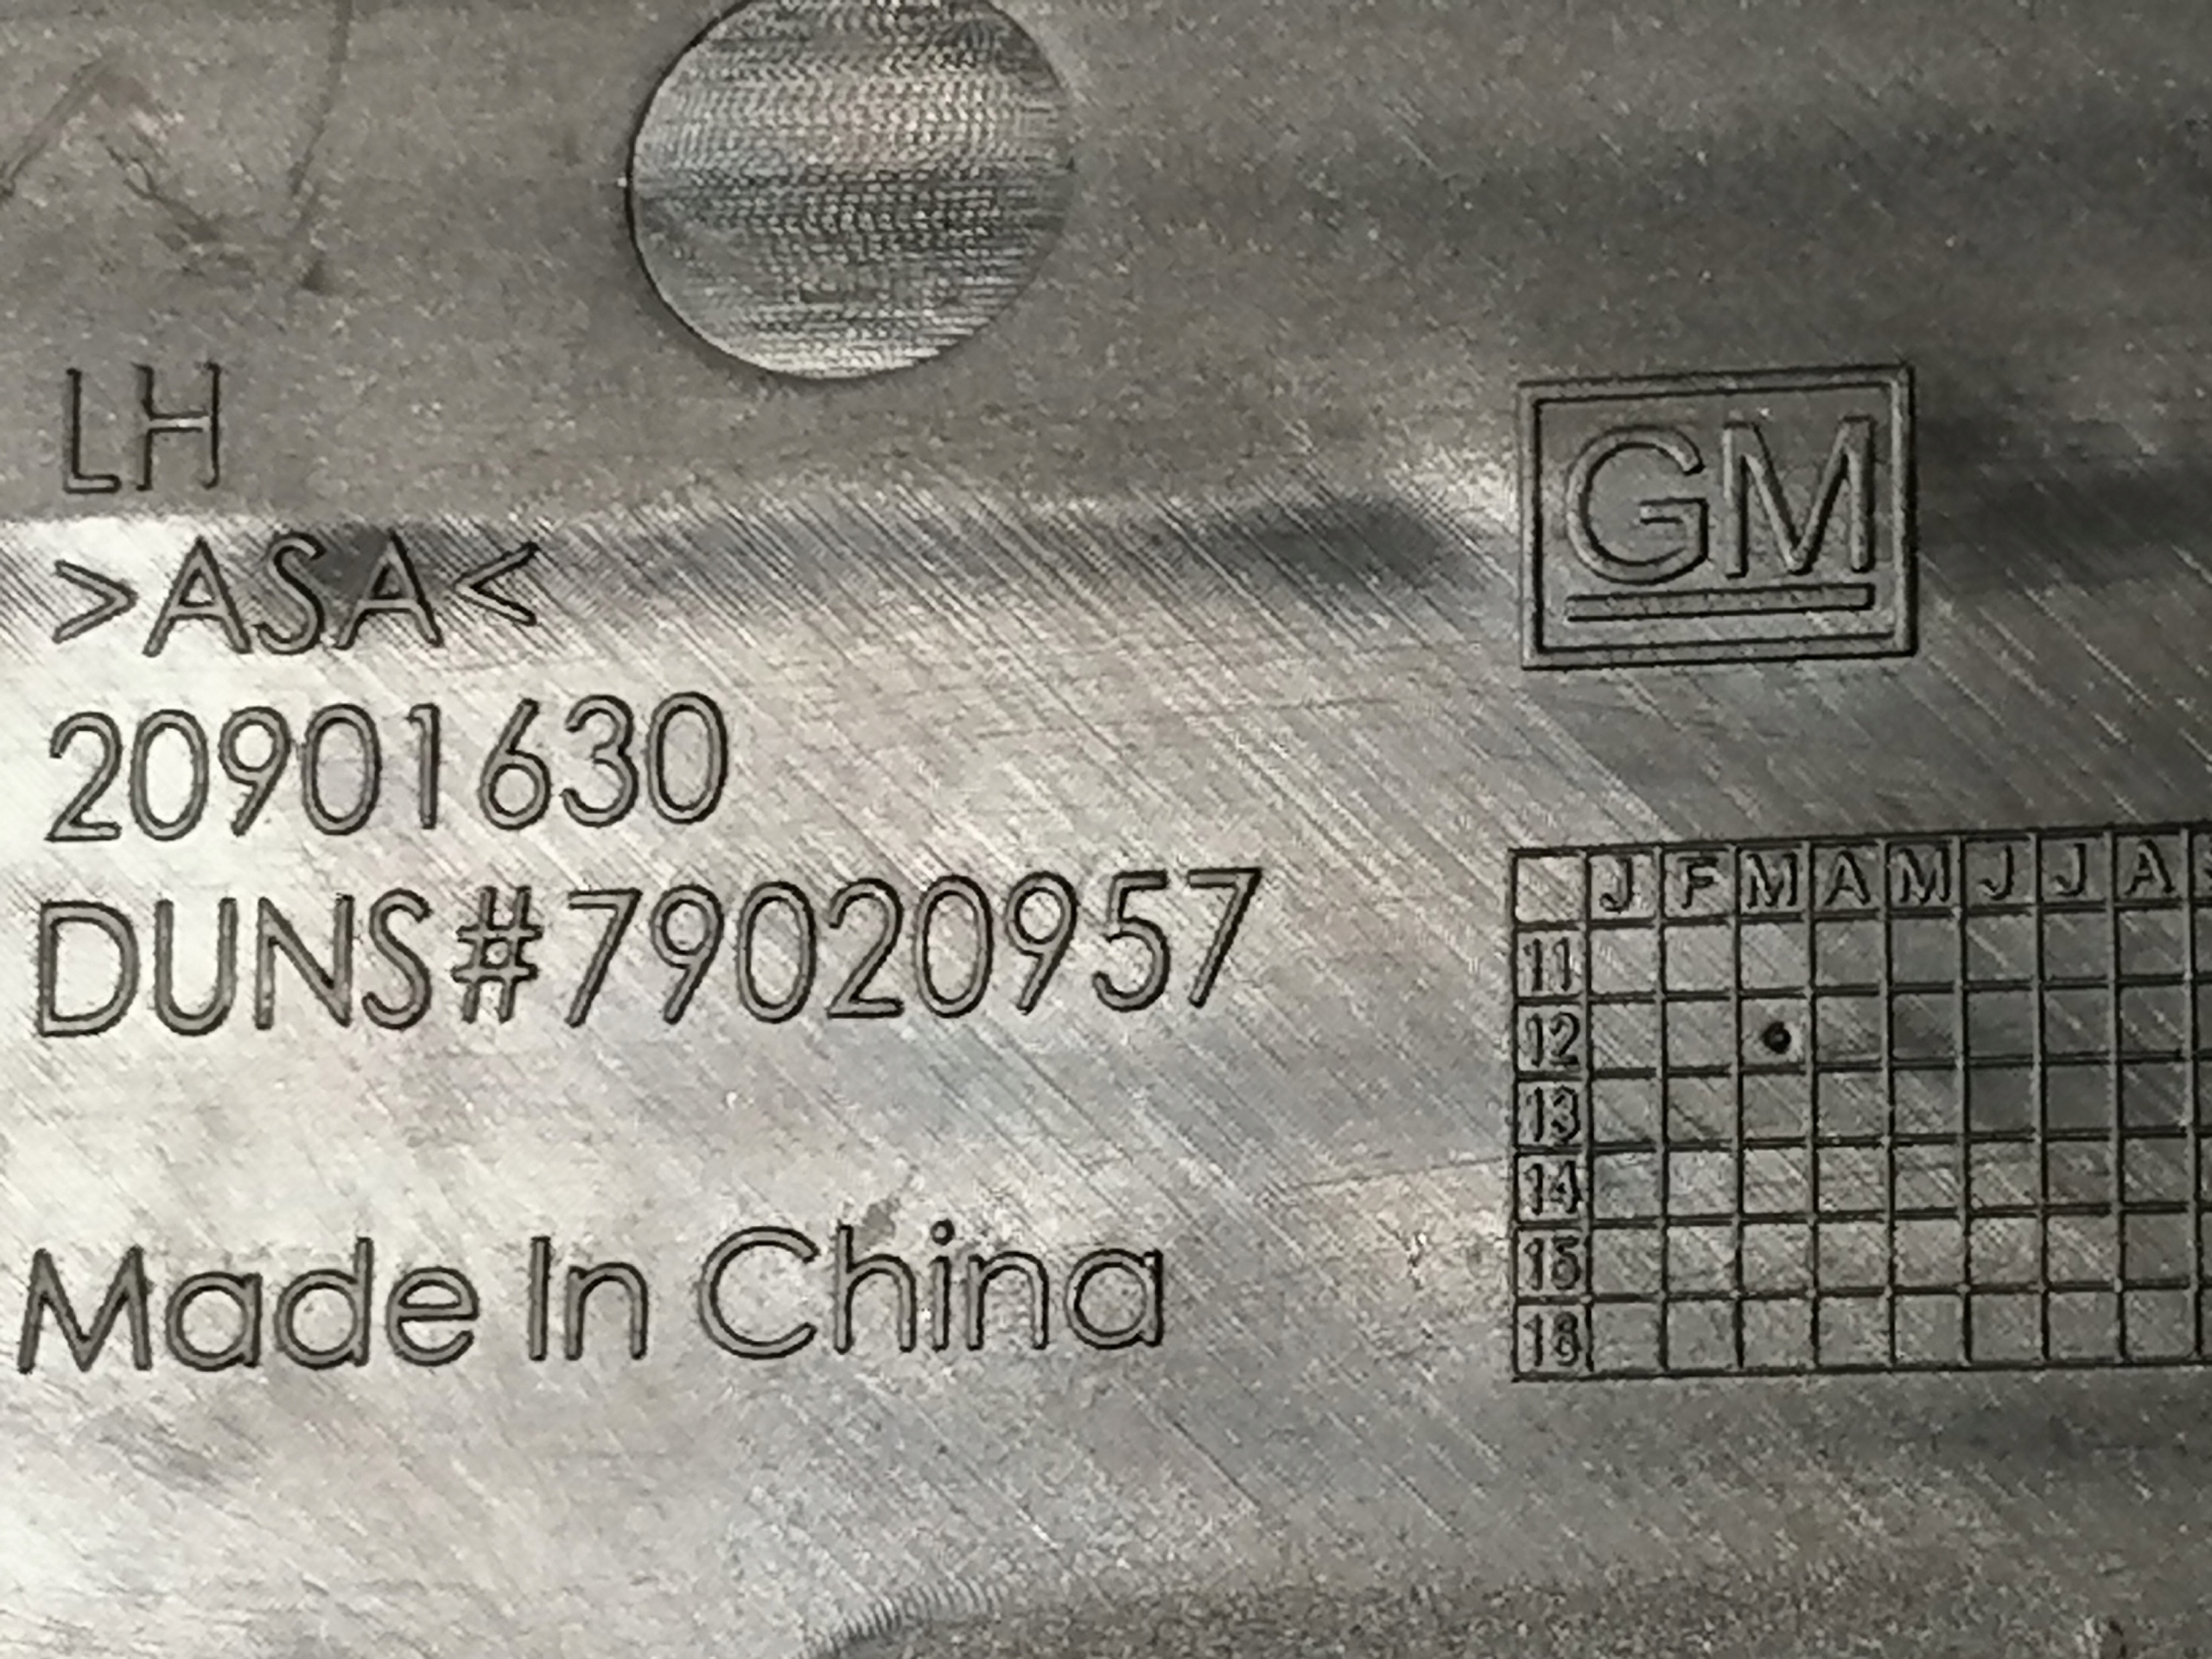 LH
>ASA<
20901630
DUNS#79020957
Made In China
GM
J F M A M J J A
11
12
13
14
15
16